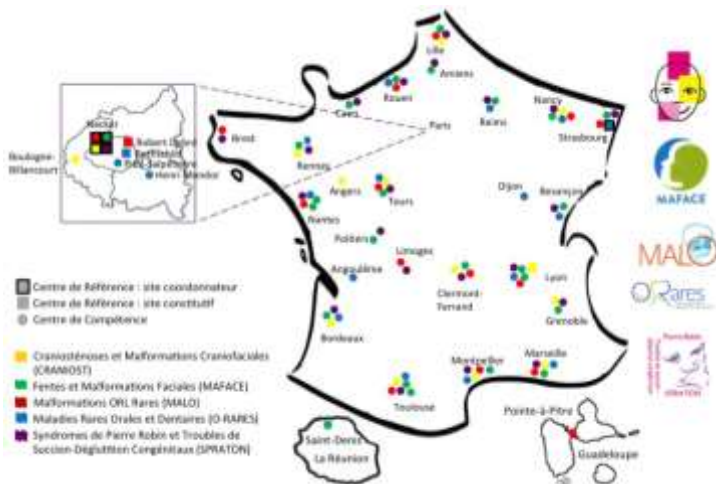 Lille
Amiens
Rouen
Caen
Reims
Nancy
Strasbourg
Paris
Necker
Robert Debré
Rothschild
Pitié-Salpêtrière
Henri Mondor
Boulogne-
Billancourt
Brest
Rennes
Angers
Tours
Nantes
Dijon
Besançon
Poitiers
Limoges
Angoulême
Clermont-
Ferrand
Lyon
Grenoble
Bordeaux
Montpellier
Marseille
Toulouse
Saint-Denis
La Réunion
Pointe-à-Pitre
Guadeloupe
Centre de Référence : site coordonnateur
Centre de Référence : site constitutif
Centre de Compétence
Craniosténoses et Malformations Craniofaciales
(CRANIOST)
Fentes et Malformations Faciales (MAFACE)
Malformations ORL Rares (MALO)
Maladies Rares Orales et Dentaires (O-RARES)
Syndromes de Pierre Robin et Troubles de
Succion-Déglutition Congénitaux (SPRATON)
MAFACE
MALO
ORares
SPRATON